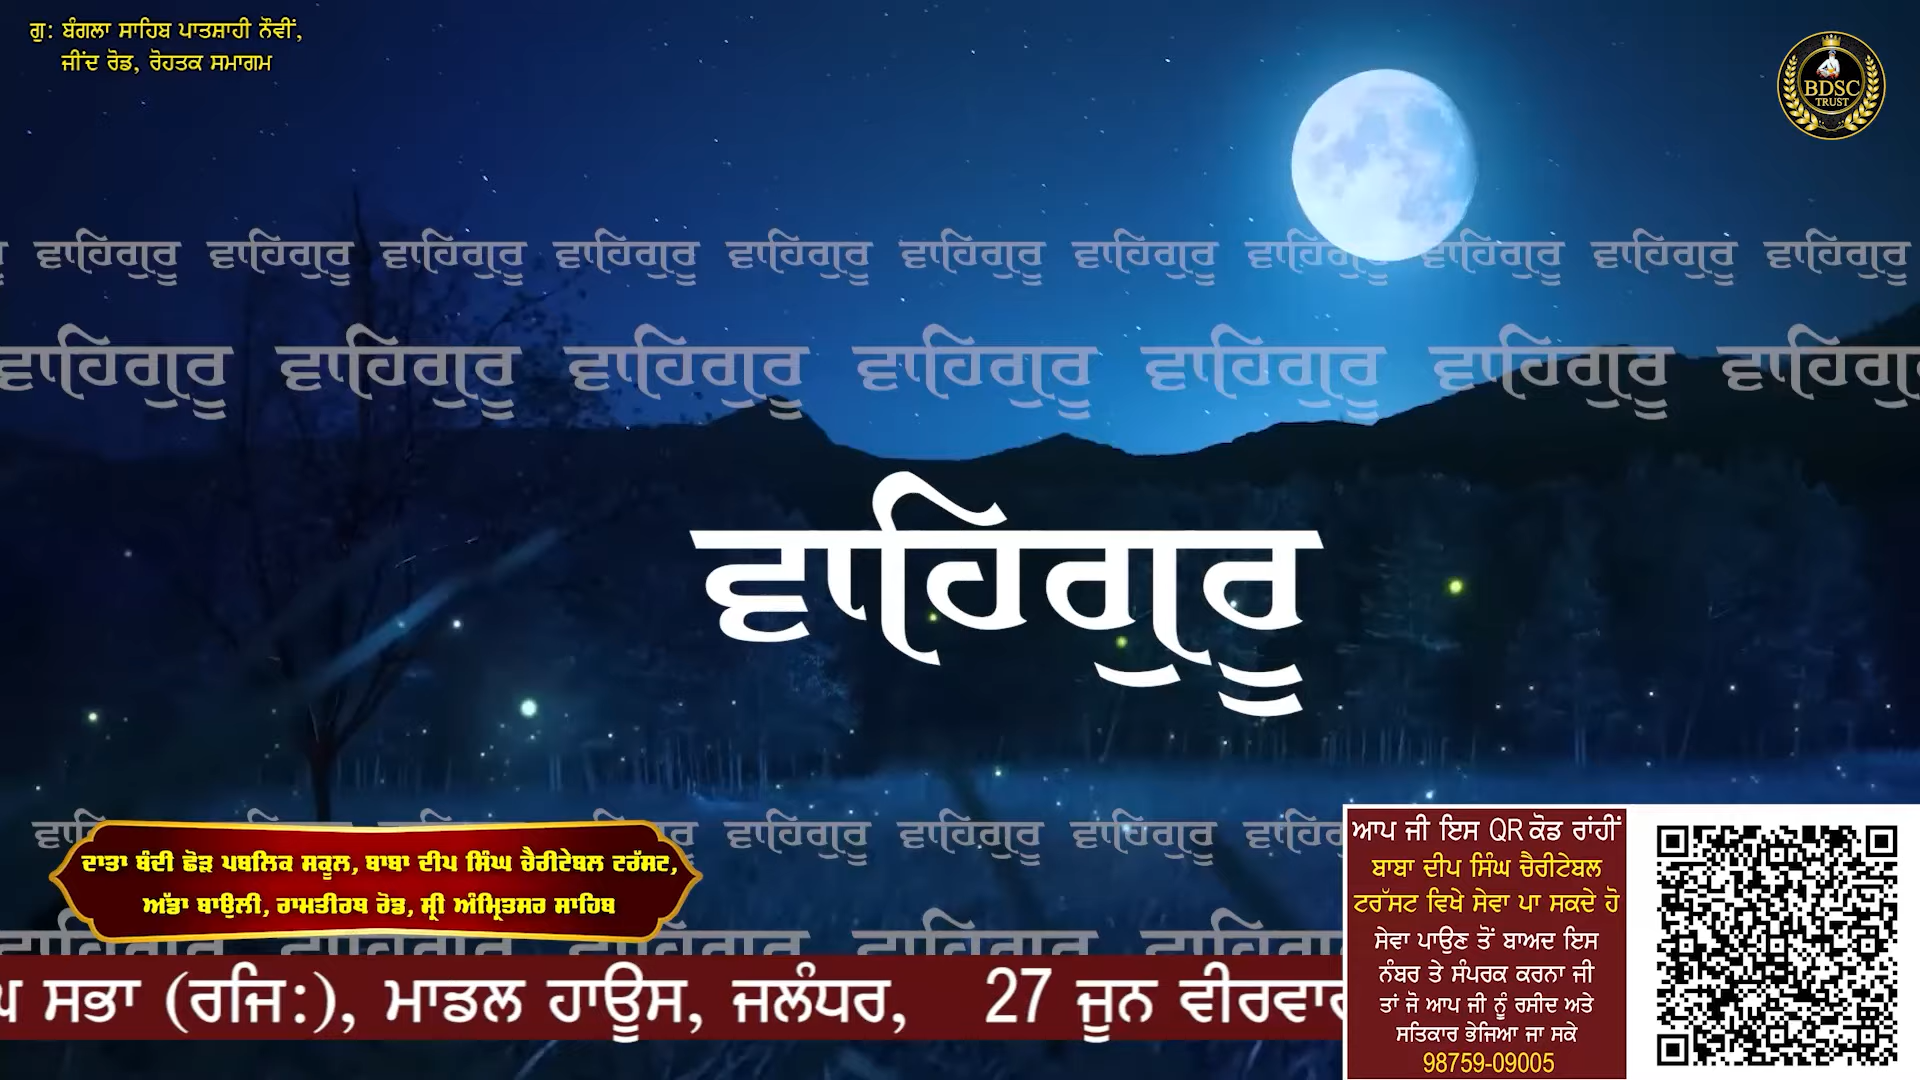 ਗੁ: ਬੰਗਲਾ ਸਾਹਿਬ ਪਾਤਸ਼ਾਹੀ ਨੌਵੀਂ,
ਜੀਂਦ ਰੋਡ, ਰੋਹਤਕ ਸਮਾਗਮ
BDSC
TRUST
ਵਾਹਿਗੁਰੂ ਵਾਹਿਗੁਰੂ ਵਾਹਿਗੁਰੂ ਵਾਹਿਗੁਰੂ ਵਾਹਿਗੁਰੂ ਵਾਹਿਗੁਰੂ ਵਾਹਿਗੁਰੂ ਵਾਹਿਗੁਰੂ ਵਾਹਿਗੁਰੂ ਵਾਹਿਗੁਰੂ ਵਾਹਿਗੁਰੂ
ਵਾਹਿਗੁਰੂ ਵਾਹਿਗੁਰੂ ਵਾਹਿਗੁਰੂ ਵਾਹਿਗੁਰੂ ਵਾਹਿਗੁਰੂ ਵਾਹਿਗੁਰੂ ਵਾਹਿਗੁਰੂ
ਵਾਹਿਗੁਰੂ
ਵਾਹਿਗੁਰੂ ਵਾਹਿਗੁਰੂ ਵਾਹਿਗੁਰੂ
ਦਾਤਾ ਬੰਦੀ ਛੋੜ ਪਬਲਿਕ ਸਕੂਲ, ਬਾਬਾ ਦੀਪ ਸਿੰਘ ਚੈਰੀਟੇਬਲ ਟਰੱਸਟ,
ਅੱਡਾ ਬਾਉਲੀ, ਰਾਮਤੀਰਥ ਰੋਡ, ਸ੍ਰੀ ਅੰਮ੍ਰਿਤਸਰ ਸਾਹਿਬ
ਸਭਾ (ਰਜਿ:), ਮਾਡਲ ਹਾਊਸ, ਜਲੰਧਰ, 27 ਜੂਨ ਵੀਰਵਾਰ
ਆਪ ਜੀ ਇਸ QR ਕੋਡ ਰਾਂਹੀਂ
ਬਾਬਾ ਦੀਪ ਸਿੰਘ ਚੈਰੀਟੇਬਲ
ਟਰੱਸਟ ਵਿਖੇ ਸੇਵਾ ਪਾ ਸਕਦੇ ਹੋ
ਸੇਵਾ ਪਾਉਣ ਤੋਂ ਬਾਅਦ ਇਸ
ਨੰਬਰ ਤੇ ਸੰਪਰਕ ਕਰਨਾ ਜੀ
ਤਾਂ ਜੋ ਆਪ ਜੀ ਨੂੰ ਰਸੀਦ ਅਤੇ
ਸਤਿਕਾਰ ਭੇਜਿਆ ਜਾ ਸਕੇ
98759-09005